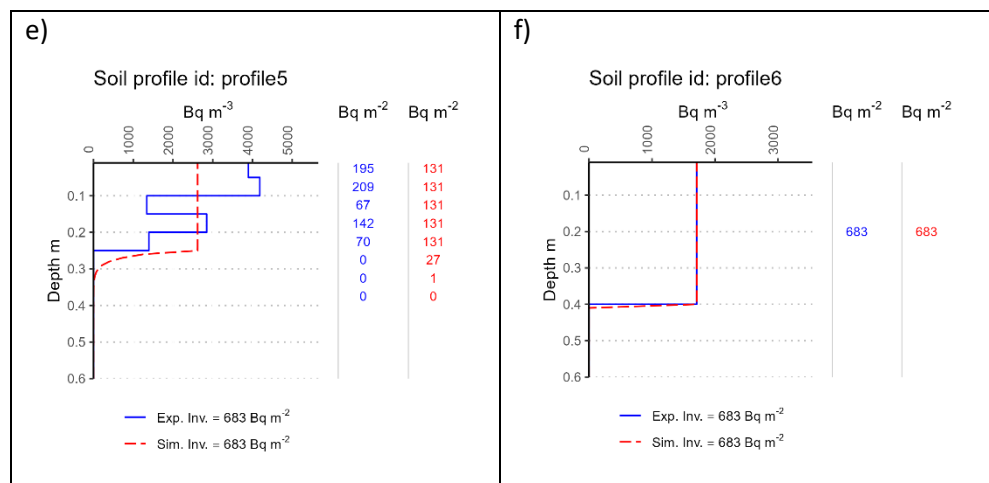 e)
Soil profile id: profile5
Bq m-3 Bq m-2 Bq m-2
0 1000 2000 3000 4000 5000
195 131
0.1 209 131
67 131
0.2 142 131
70 131
0.3 0 27
0 1
0.4 0 0
0.5
0.6
Depth m
Exp. Inv. = 683 Bq m-2
Sim. Inv. = 683 Bq m-2
f)
Soil profile id: profile6
Bq m-3 Bq m-2 Bq m-2
0 1000 2000 3000
0.1
0.2 683 683
0.3
0.4
0.5
0.6
Depth m
Exp. Inv. = 683 Bq m-2
Sim. Inv. = 683 Bq m-2